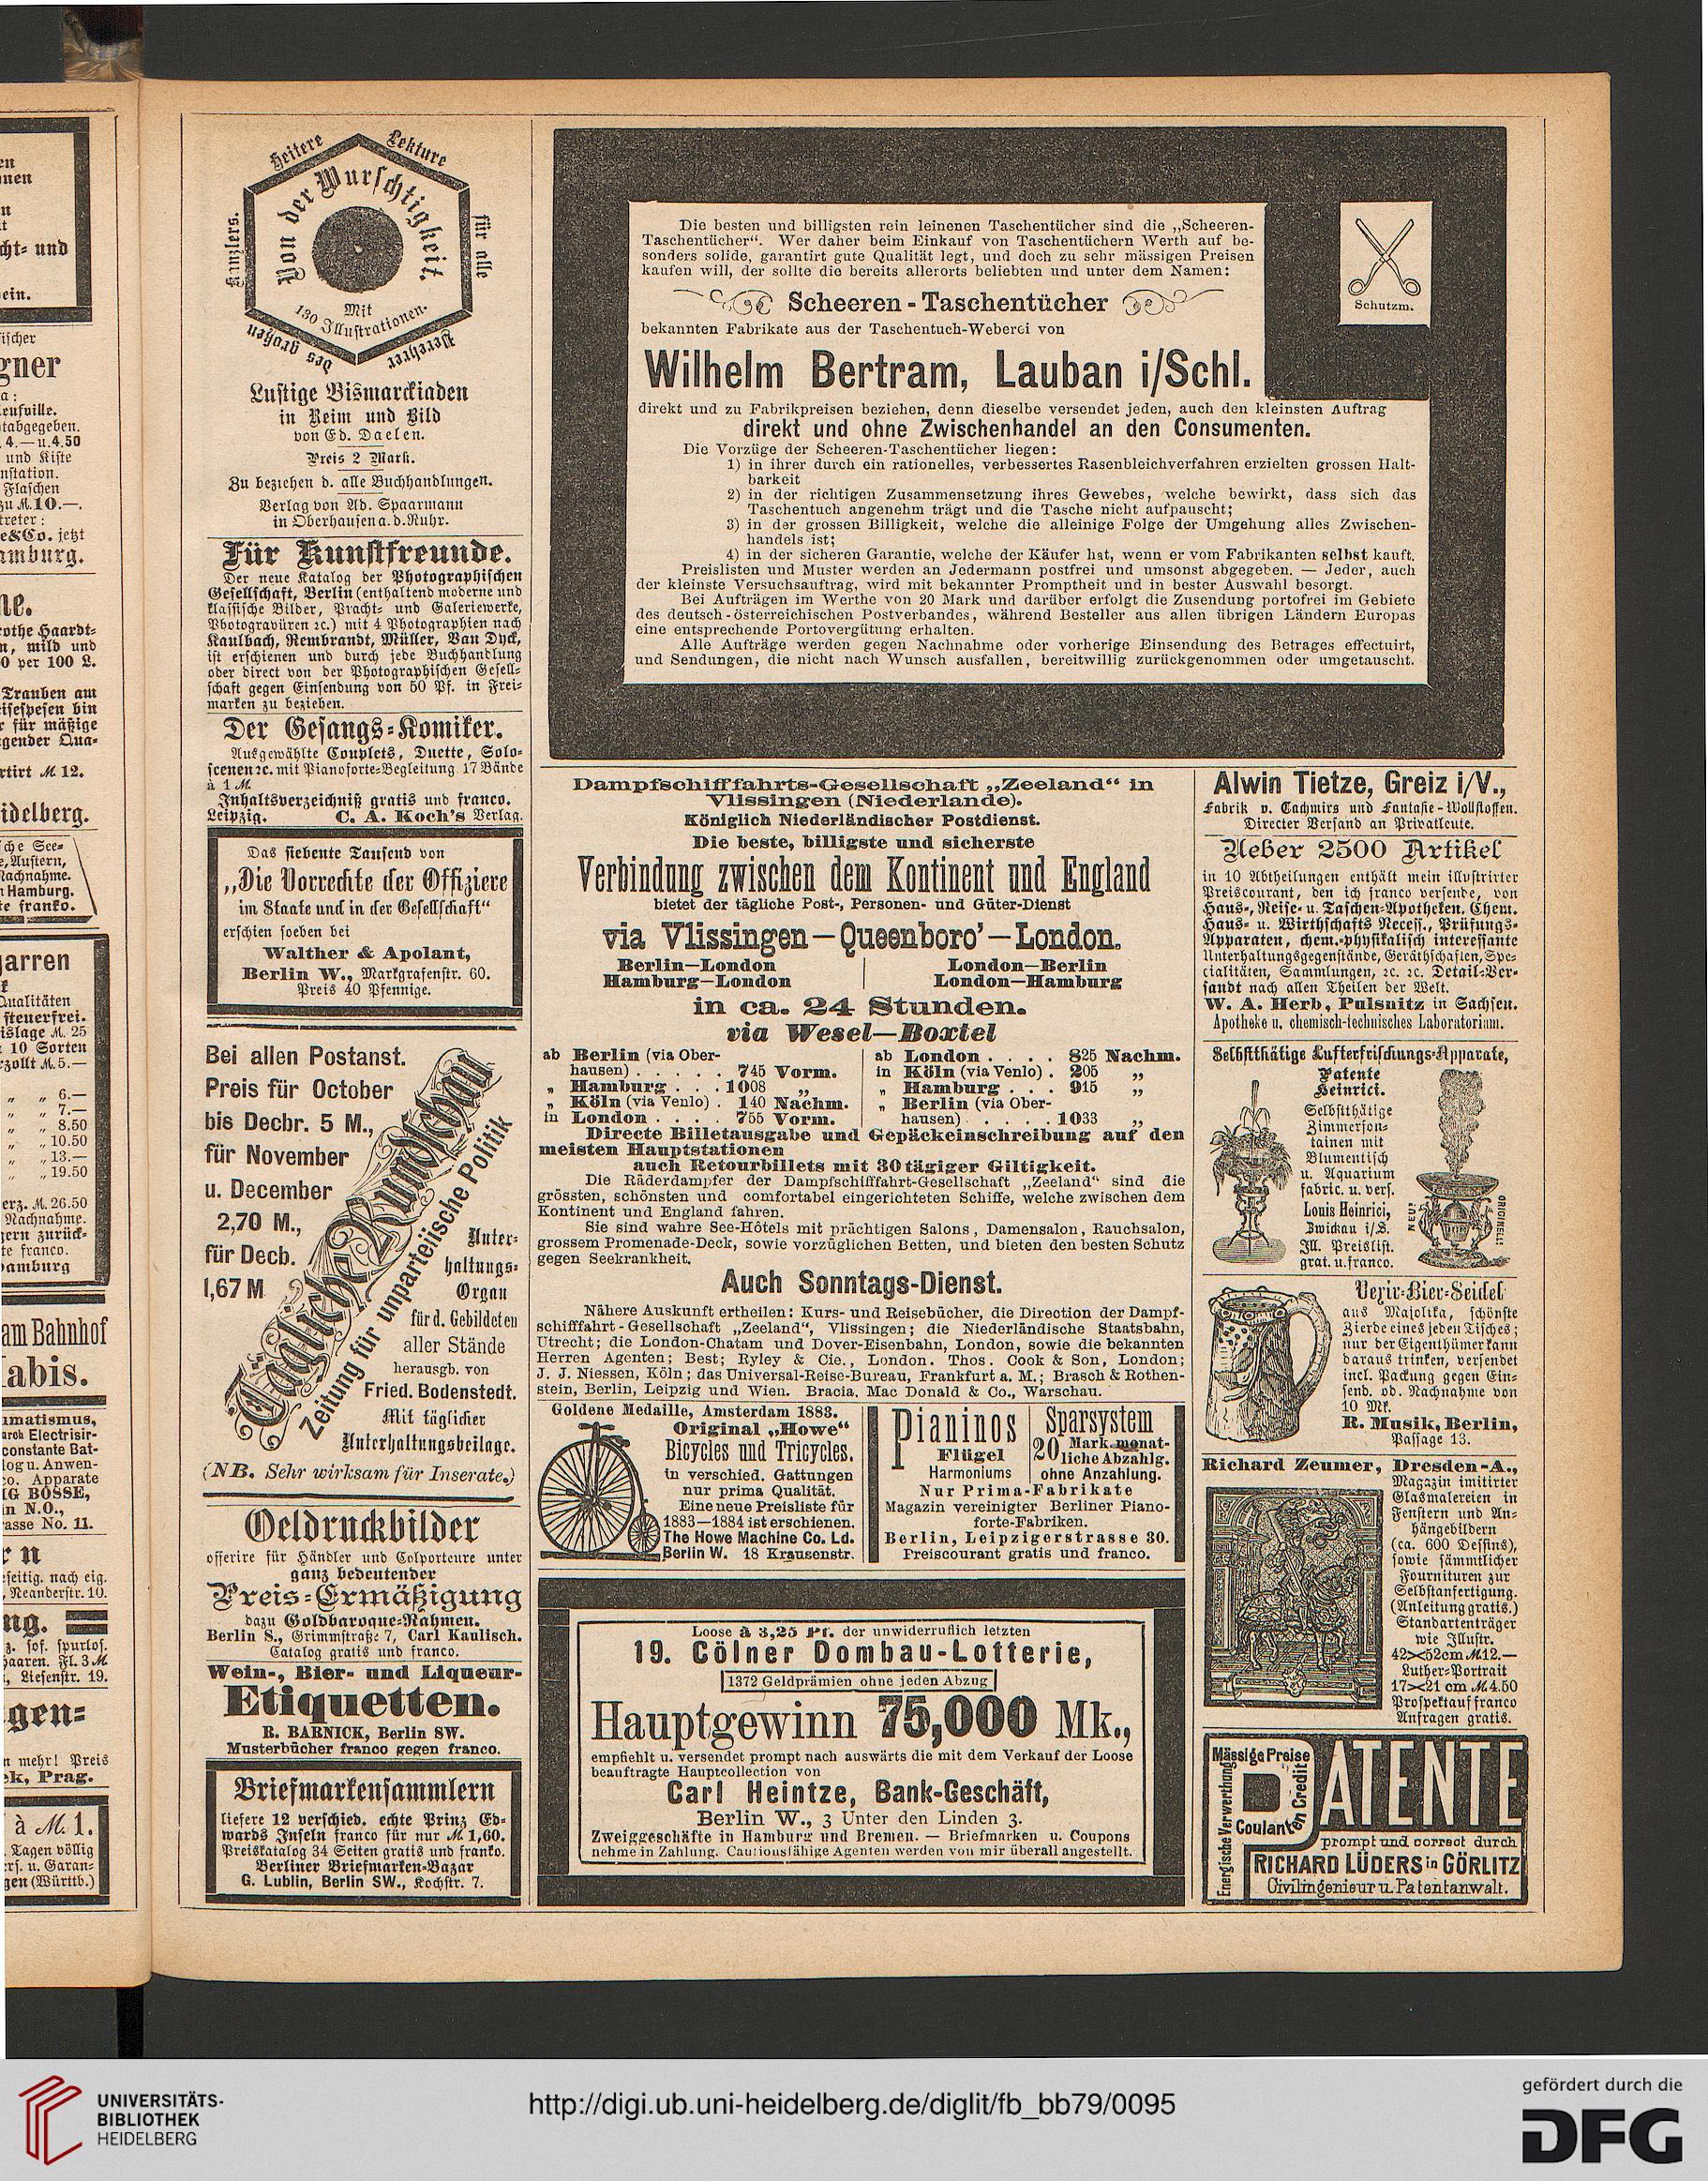 Heitere Lekture
für alle
Verehrer
des großen
Kanzlers.
Von der Wurschtigkeit.
Mit
130 Illustrationen.
Lustige Bismarckiaden
in Reim und Bild
von Ed. Daelen.
Preis 2 Mark.
Zu beziehen d. alle Buchhandlungen.
Verlag von Ad. Spaarmann
in Oberhausen a. d. Ruhr.
Für Kunstfreunde.
Der neue Katalog der Photographischen
Gesellschaft, Berlin (enthaltend moderne und
klassische Bilder, Pracht- und Galeriewerke,
Photogravüren ꝛc.) mit 4 Photographien nach
Kaulbach, Rembrandt, Müller, Van Dyck,
ist erschienen und durch jede Buchhandlung
oder direct von der Photographischen Gesell-
schaft gegen Einsendung von 50 Pf. in Frei-
marken zu beziehen.
Der Gesangs-Komiker.
Ausgewählte Couplets, Duette, Solo-
scenen ꝛc. mit Pianoforte-Begleitung. 17 Bände
à 1 M.
Inhaltsverzeichniß gratis und franco.
Leipzig. C. A. Koch's Verlag.
Das siebente Tausend von
„Die Vorrechte der Offiziere
im Staate und in der Gesellschaft“
erschien soeben bei
Walther & Apolant,
Berlin W., Markgrafenstr. 60.
Preis 40 Pfennige.
Bei allen Postanst.
Preis für October
bis Decbr. 5 M.,
für November
u. December
2,70 M.,
für Decb.
1,67 M
Tägliche Rundschau
Zeitung für unparteiische Politik
Unter-
haltungs-
Organ
für d. Gebildeten
aller Stände
herausgb. von
Fried. Bodenstedt.
Mit täglicher
Unterhaltungsbeilage.
(NB. Sehr wirksam für Inserate.)
Oeldruckbilder
offerire für Händler und Colporteure unter
ganz bedeutender
Preis-Ermäßigung
dazu Goldbaroque-Rahmen.
Berlin S., Grimmstraße 7, Carl Kaulisch.
Catalog gratis und franco.
Wein-, Bier- und Liqueur-
Etiquetten.
R. BARNICK, Berlin SW.
Musterbücher franco gegen franco.
Briefmarkensammlern
liefere 12 verschied. echte Prinz Ed-
wards Inseln franco für nur M. 1,60.
Preiskatalog 34 Seiten gratis und franko.
Berliner Briefmarken-Bazar
G. Lublin, Berlin SW., Kochstr. 7.
Die besten und billigsten rein leinenen Taschentücher sind die „Scheeren-
Taschentücher“. Wer daher beim Einkauf von Taschentüchern Werth auf be-
sonders solide, garantirt gute Qualität legt, und doch zu sehr mässigen Preisen
kaufen will, der sollte die bereits allerorts beliebten und unter dem Namen:
Scheeren-Taschentücher
bekannten Fabrikate aus der Taschentuch-Weberei von
Wilhelm Bertram, Lauban i/Schl.
Schutzm.
direkt und zu Fabrikpreisen beziehen, denn dieselbe versendet jeden, auch den kleinsten Auftrag
direkt und ohne Zwischenhandel an den Consumenten.
Die Vorzüge der Scheeren-Taschentücher liegen:
1) in ihrer durch ein rationelles, verbessertes Rasenbleichverfahren erzielten grossen Halt-
barkeit
2) in der richtigen Zusammensetzung ihres Gewebes, welche bewirkt, dass sich das
Taschentuch angenehm trägt und die Tasche nicht aufpauscht;
3) in der grossen Billigkeit, welche die alleinige Folge der Umgehung alles Zwischen-
handels ist;
4) in der sicheren Garantie, welche der Käufer hat, wenn er vom Fabrikanten selbst kauft.
Preislisten und Muster werden an Jedermann postfrei und umsonst abgegeben. — Jeder, auch
der kleinste Versuchsauftrag, wird mit bekannter Promptheit und in bester Auswahl besorgt.
Bei Aufträgen im Werthe von 20 Mark und darüber erfolgt die Zusendung portofrei im Gebiete
des deutsch-österreichischen Postverbandes, während Besteller aus allen übrigen Ländern Europas
eine entsprechende Portovergütung erhalten.
Alle Aufträge werden gegen Nachnahme oder vorherige Einsendung des Betrages effectuirt,
und Sendungen, die nicht nach Wunsch ausfallen, bereitwillig zurückgenommen oder umgetauscht.
Dampfschifffahrts-Gesellschaft „Zeeland“ in
Vlissingen (Niederlande).
Königlich Niederländischer Postdienst.
Die beste, billigste und sicherste
Verbindung zwischen dem Kontinent und England
bietet der tägliche Post-, Personen- und Güter-Dienst
via Vlissingen—Queenboro'—London.
Berlin—London London—Berlin
Hamburg—London London—Hamburg
in ca. 24 Stunden.
via Wesel—Boxtel
ab Berlin (via Ober-
hausen) . . . . . 745 Vorm.
„ Hamburg . . . 1008 „
„ Köln (via Venlo) . 140 Nachm.
in London . . . . 755 Vorm.
ab London . . . . 825 Nachm.
in Köln (via Venlo) . 205 „
„ Hamburg . . . 915 „
„ Berlin (via Ober-
hausen) . . . . . 1033 „
Directe Billetausgabe und Gepäckeinschreibung auf den
meisten Hauptstationen
auch Retourbillets mit 30tägiger Giltigkeit.
Die Räderdampfer der Dampfschifffahrt-Gesellschaft „Zeeland“ sind die
grössten, schönsten und comfortabel eingerichteten Schiffe, welche zwischen dem
Kontinent und England fahren.
Sie sind wahre See-Hôtels mit prächtigen Salons, Damensalon, Rauchsalon,
grossem Promenade-Deck, sowie vorzüglichen Betten, und bieten den besten Schutz
gegen Seekrankheit.
Auch Sonntags-Dienst.
Nähere Auskunft ertheilen: Kurs- und Reisebücher, die Direction der Dampf-
schifffahrt-Gesellschaft „Zeeland“, Vlissingen; die Niederländische Staatsbahn,
Utrecht; die London-Chatam und Dover-Eisenbahn, London, sowie die bekannten
Herren Agenten; Best; Ryley & Cie., London. Thos. Cook & Son, London;
J. J. Niessen, Köln; das Universal-Reise-Bureau, Frankfurt a. M.; Brasch & Rothen-
stein, Berlin, Leipzig und Wien. Bracia. Mac Donald & Co., Warschau.
Goldene Medaille, Amsterdam 1883.
Original „Howe“
Bicycles und Tricycles.
in verschied. Gattungen
nur prima Qualität.
Eine neue Preisliste für
1883—1884 ist erschienen.
The Howe Machine Co. Ld.
Berlin W. 18 Krausenstr.
Pianinos
Flügel
Harmoniums
Sparsystem
20 Mark monat-
liche Abzahlg.
ohne Anzahlung.
Nur Prima-Fabrikate
Magazin vereinigter Berliner Piano-
forte-Fabriken.
Berlin, Leipzigerstrasse 30.
Preiscourant gratis und franco.
Loose à 3,25 Pf. der unwiderruflich letzten
19. Cölner Dombau-Lotterie,
1372 Geldprämien ohne jeden Abzug
Hauptgewinn 75,000 Mk.,
empfiehlt u. versendet prompt nach auswärts die mit dem Verkauf der Loose
beauftragte Hauptcollection von
Carl Heintze, Bank-Geschäft,
Berlin W., 3 Unter den Linden 3.
Zweiggeschäfte in Hamburg und Bremen. — Briefmarken u. Coupons
nehme in Zahlung. Cautionsfähige Agenten werden von mir überall angestellt.
Alwin Tietze, Greiz i/V.,
Fabrik v. Cachmirs und Fantasie-Wollstoffen.
Directer Versand an Privatleute.
Ueber 2500 Artikel
in 10 Abtheilungen enthält mein illustrirter
Preiscourant, den ich franco versende, von
Haus-, Reise- u. Taschen-Apotheken, Chem.
Haus- u. Wirthschafts Necess., Prüfungs-
Apparaten, chem.-physikalisch interessante
Unterhaltungsgegenstände, Geräthschaften, Spe-
cialitäten, Sammlungen, ꝛc. ꝛc. Detail-Ver-
sandt nach allen Theilen der Welt.
W. A. Herb, Pulsnitz in Sachsen.
Apotheke u. chemisch-technisches Laboratorium.
Selbstthätige Lufterfrischungs-Apparate,
Patente
Heinrici.
Selbstthätige
Zimmerfon-
tainen mit
Blumentisch
u. Aquarium
fabric. u. vers.
Louis Heinrici,
Zwickau i/S.
Ill. Preislist.
grat. u. franco.
NEU?
ORIGINELL!
Vexir-Bier-Seidel
aus Majolika, schönste
Zierde eines jeden Tisches;
nur der Eigenthümer kann
daraus trinken, versendet
incl. Packung gegen Ein-
send. od. Nachnahme von
10 Mk.
R. Musik, Berlin,
Passage 13.
Richard Zeumer, Dresden-A.,
Magazin imitirter
Glasmalereien in
Fenstern und An-
hängebildern
(ca. 600 Dessins),
sowie sämmtlicher
Fournituren zur
Selbstanfertigung.
(Anleitung gratis.)
Standartenträger
wie Illustr.
42><52cm M.12.—
Luther-Portrait
17><21 cm M. 4.50
Prospekt auf franco
Anfragen gratis.
Mässige Preise
PATENTE
Energische Verwerthung
Coulanten Credit
prompt und correct durch
RICHARD LÜDERS in GÖRLITZ
Civilingenieur u. Patentanwalt.
UNIVERSITÄTS-
BIBLIOTHEK
HEIDELBERG
http://digi.ub.uni-heidelberg.de/diglit/fb_bb79/0095
gefördert durch die
DFG